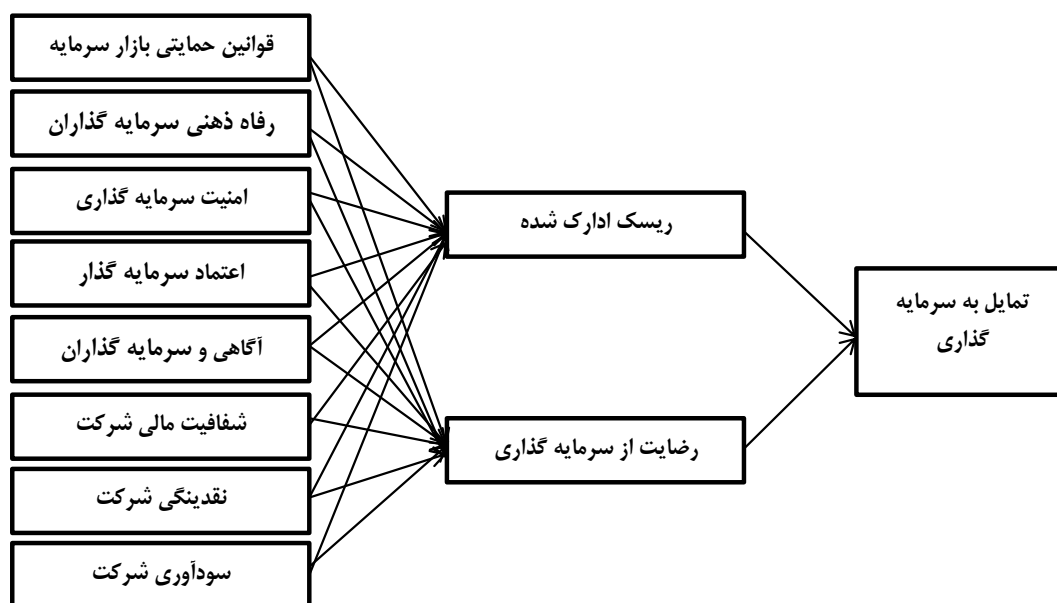 قوانین حمایتی بازار سرمایه
رفاه ذهنی سرمایه گذاران
امنیت سرمایه گذاری
اعتماد سرمایه گذار
آگاهی و سرمایه گذاران
شفافیت مالی شرکت
نقدینگی شرکت
سودآوری شرکت
ریسک ادارک شده
رضایت از سرمایه گذاری
تمایل به سرمایه
گذاری